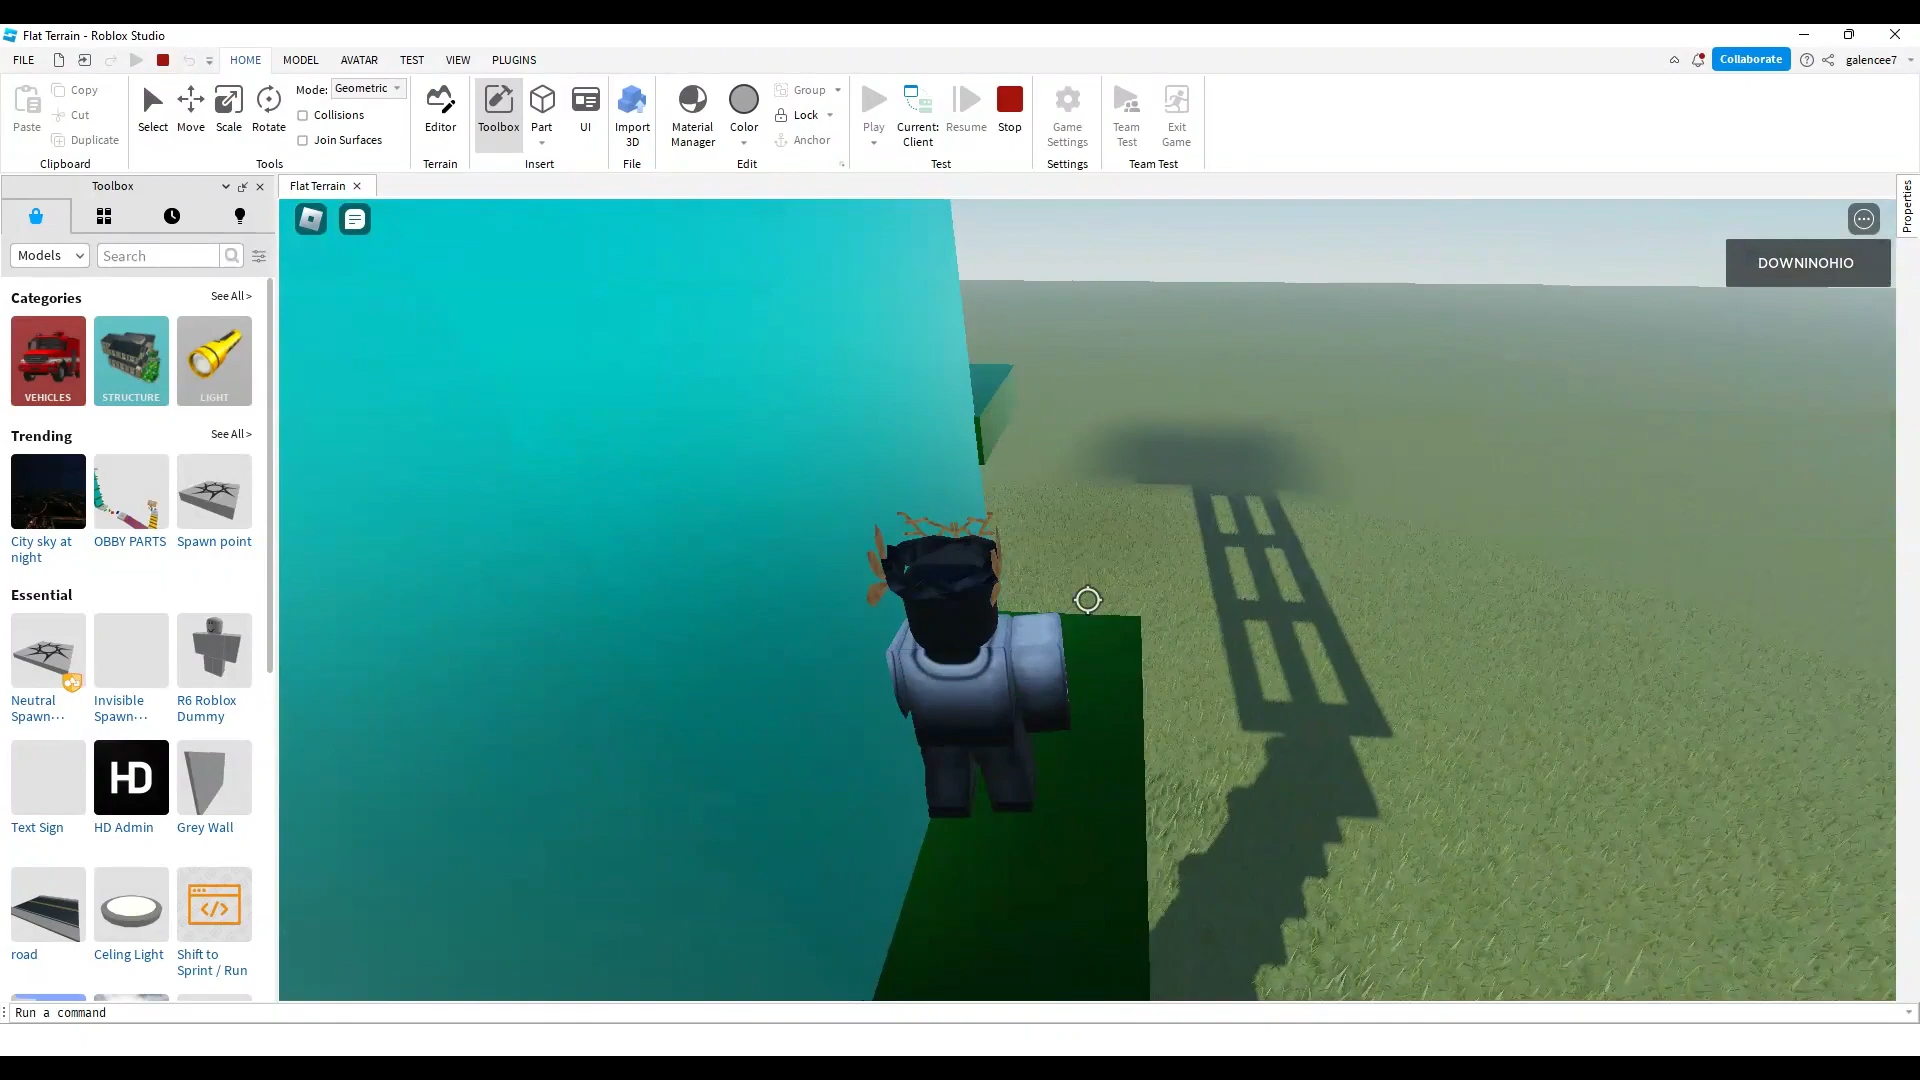 Flat Terrain - Roblox Studio
FILE HOME MODEL AVATAR TEST VIEW PLUGINS Collaborate galencee7
Paste Copy Cut Duplicate
Clipboard
Select Move Scale Rotate
Mode: Geometric
Collisions
Join Surfaces
Tools
Editor
Terrain
Toolbox Part UI
Insert
Import 3D
File
Material Manager Color Group Lock Anchor
Edit
Play Current: Client Resume Stop
Test
Game Settings
Settings
Team Test Exit Game
Team Test
Toolbox
Flat Terrain
Properties
Models
Search
DOWNINOHIO
Categories See All >
VEHICLES STRUCTURE LIGHT
Trending See All >
City sky at night
OBBY PARTS
Spawn point
Essential
Neutral Spawn···
Invisible Spawn···
R6 Roblox Dummy
HD
Text Sign HD Admin Grey Wall
road Celing Light Shift to Sprint / Run
Run a command